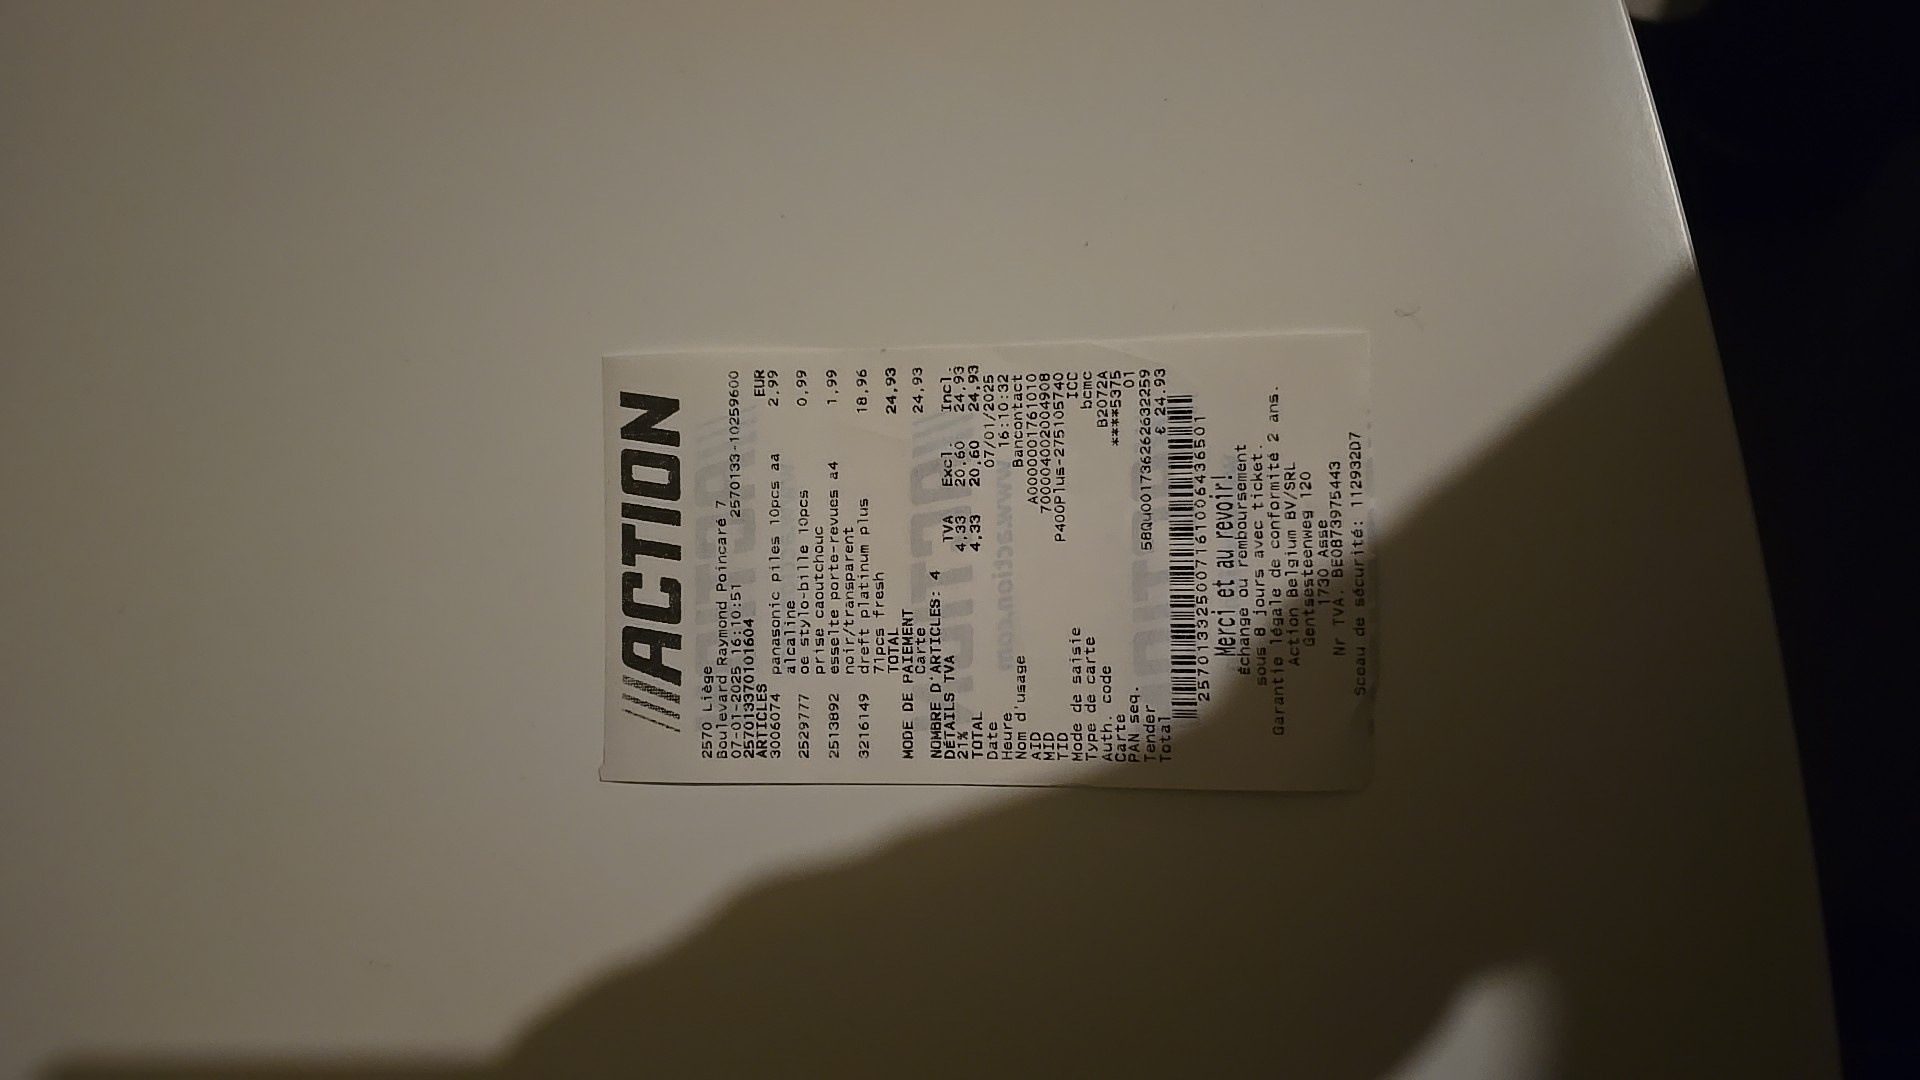 ///ACTION
2570 Liège
Boulevard Raymond Poincaré 7
07-01-2025 16:10:51 2570133-10259600
2570133701016​04
ARTICLES EUR
3006074 panasonic piles 10pcs aa 2,99
alcaline
2529777 oe stylo-bille 10pcs 0,99
prise caoutchouc
2513892 esselte porte-revues a4 1,99
noir/transparent
3216149 dreft platinum plus 18,96
71pcs fresh
TOTAL 24,93
MODE DE PAIEMENT
Carte 24,93
NOMBRE D'ARTICLES: 4
DÉTAILS TVA TVA Excl. Incl.
21% 4,33 20,60 24,93
TOTAL 4,33 20,60 24,93
Date 07/01/2025
Heure 16:10:32
Nom d'usage Bancontact
AID A0000001761010
MID 700004002004908
TID P400Plus-275105740
Mode de saisie ICC
Type de carte bcmc
Auth. code B2072A
Carte ****5375
PAN seq. 01
Tender 58Qu001736262632259
Total € 24.93
2570133250071610064365​01
Merci et au revoir!
échange ou remboursement
sous 8 jours avec ticket.
Garantie légale de conformité 2 ans.
Action Belgium BV/SRL
Gentsesteenweg 120
1730 Asse
Nr TVA. BE0873975443
Sceau de sécurité: 112932D7